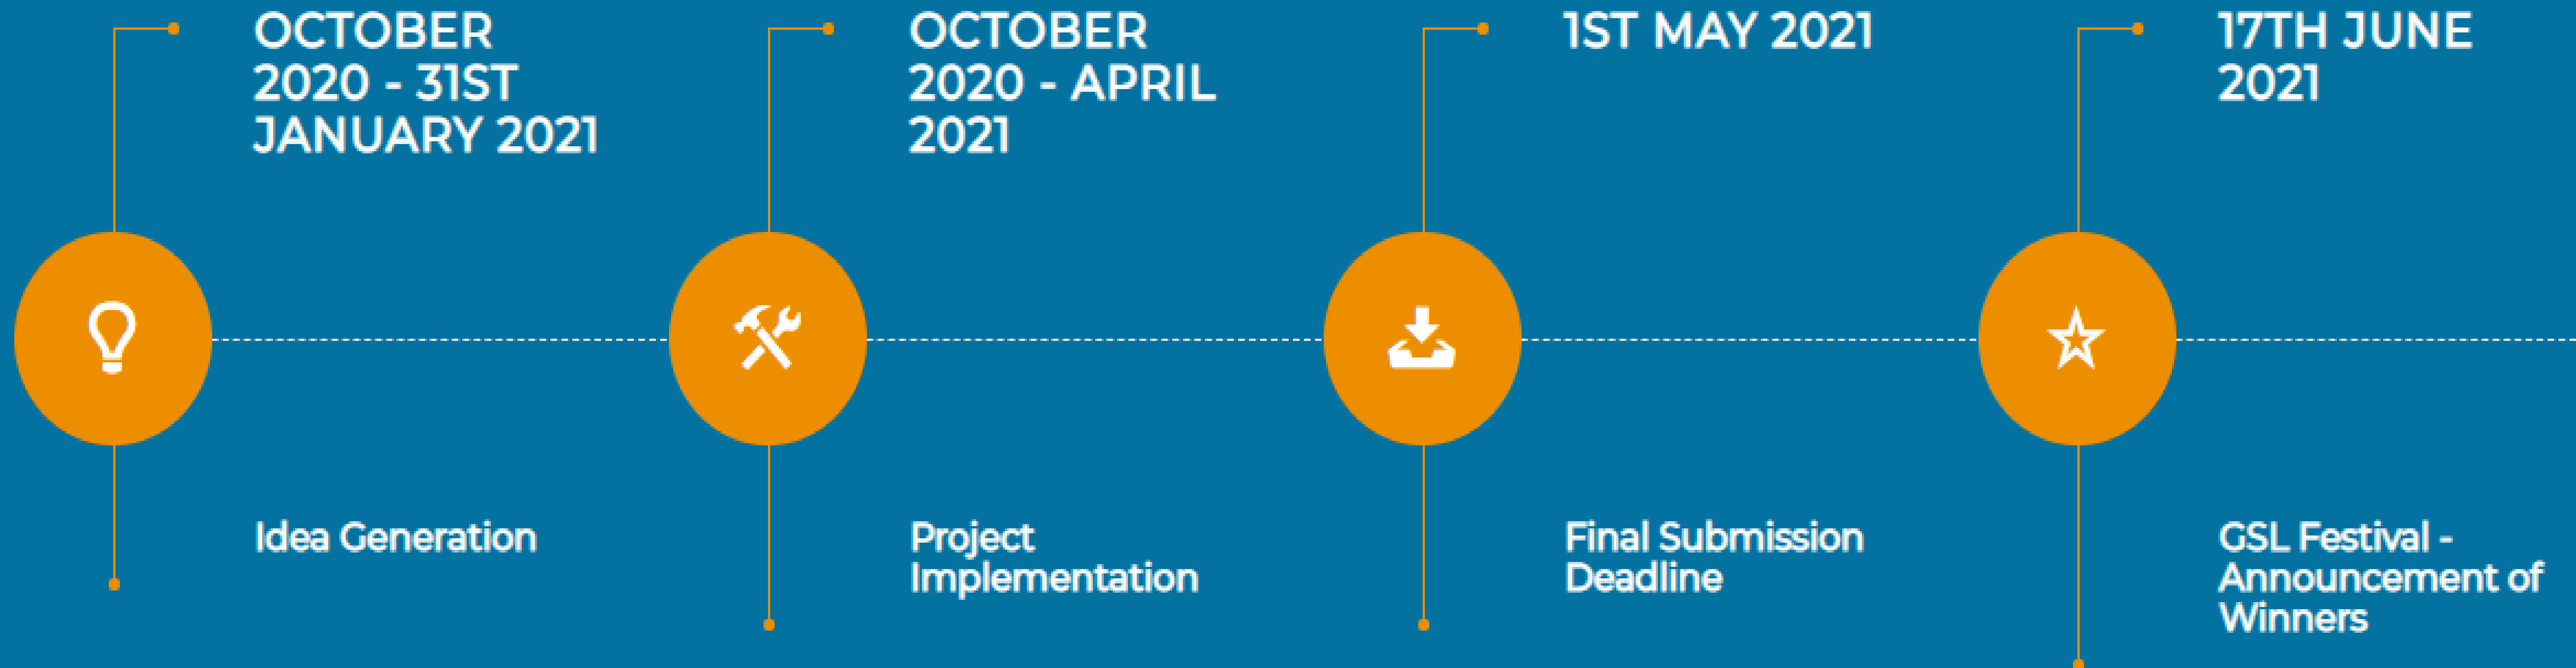 OCTOBER
2020 - 31ST
JANUARY 2021
Idea Generation
OCTOBER
2020 - APRIL
2021
Project
Implementation
1ST MAY 2021
Final Submission
Deadline
17TH JUNE
2021
GSL Festival -
Announcement of
Winners